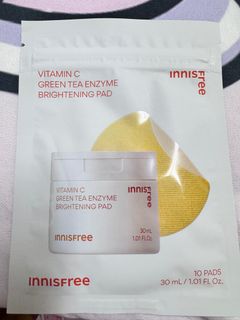 VITAMIN C
GREEN TEA ENZYME
BRIGHTENING PAD
INNISFREE
VITAMIN C
GREEN TEA ENZYME
BRIGHTENING PAD
INNISFREE
30 mL
1.01 FL.Oz.
INNISFREE
INNISFREE
10 PADS
30 mL / 1.01 FL. Oz.